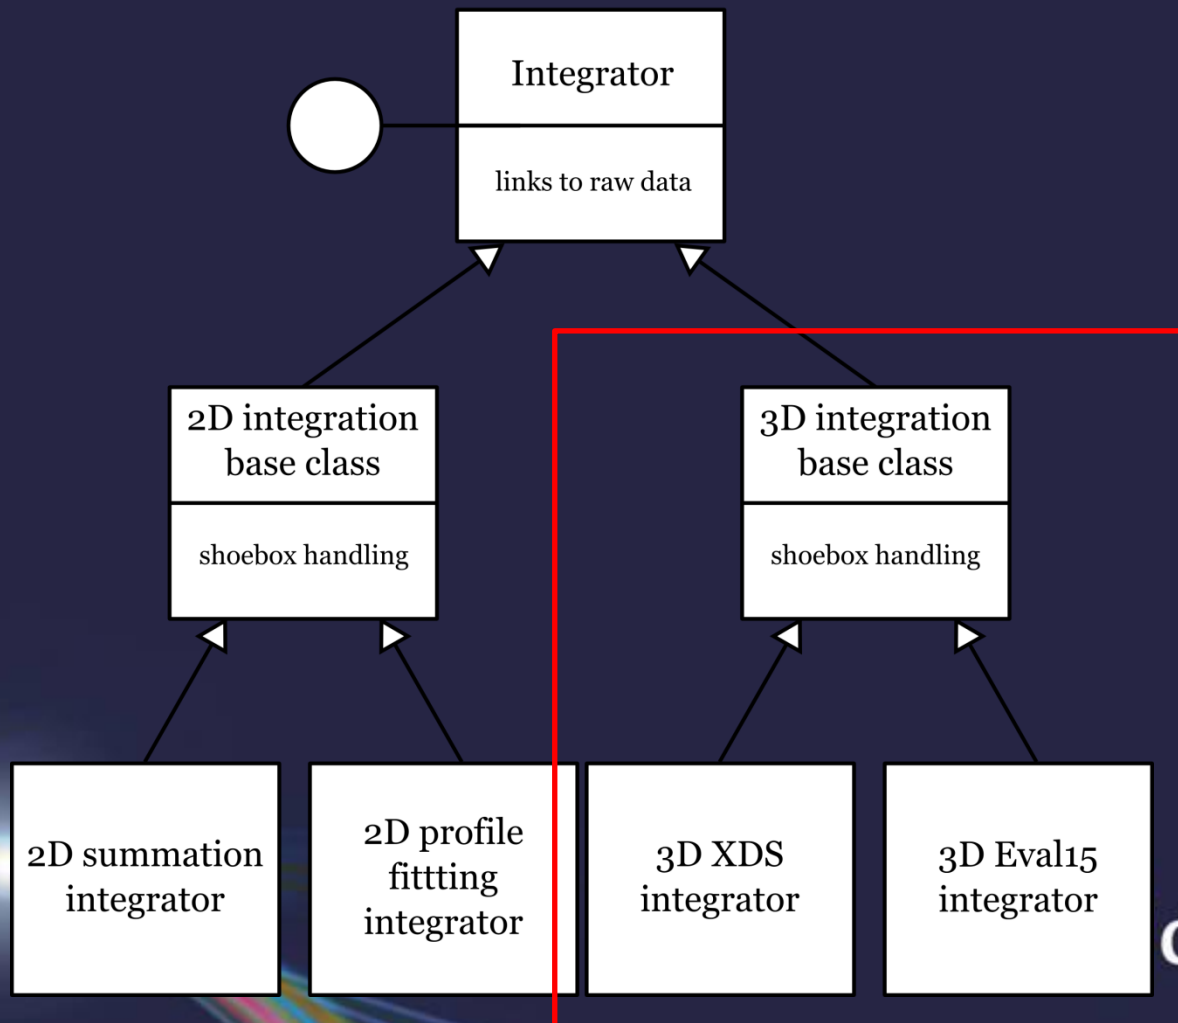 Integrator
links to raw data
2D integration
base class
shoebox handling
3D integration
base class
shoebox handling
2D summation
integrator
2D profile
fittting
integrator
3D XDS
integrator
3D Eval15
integrator